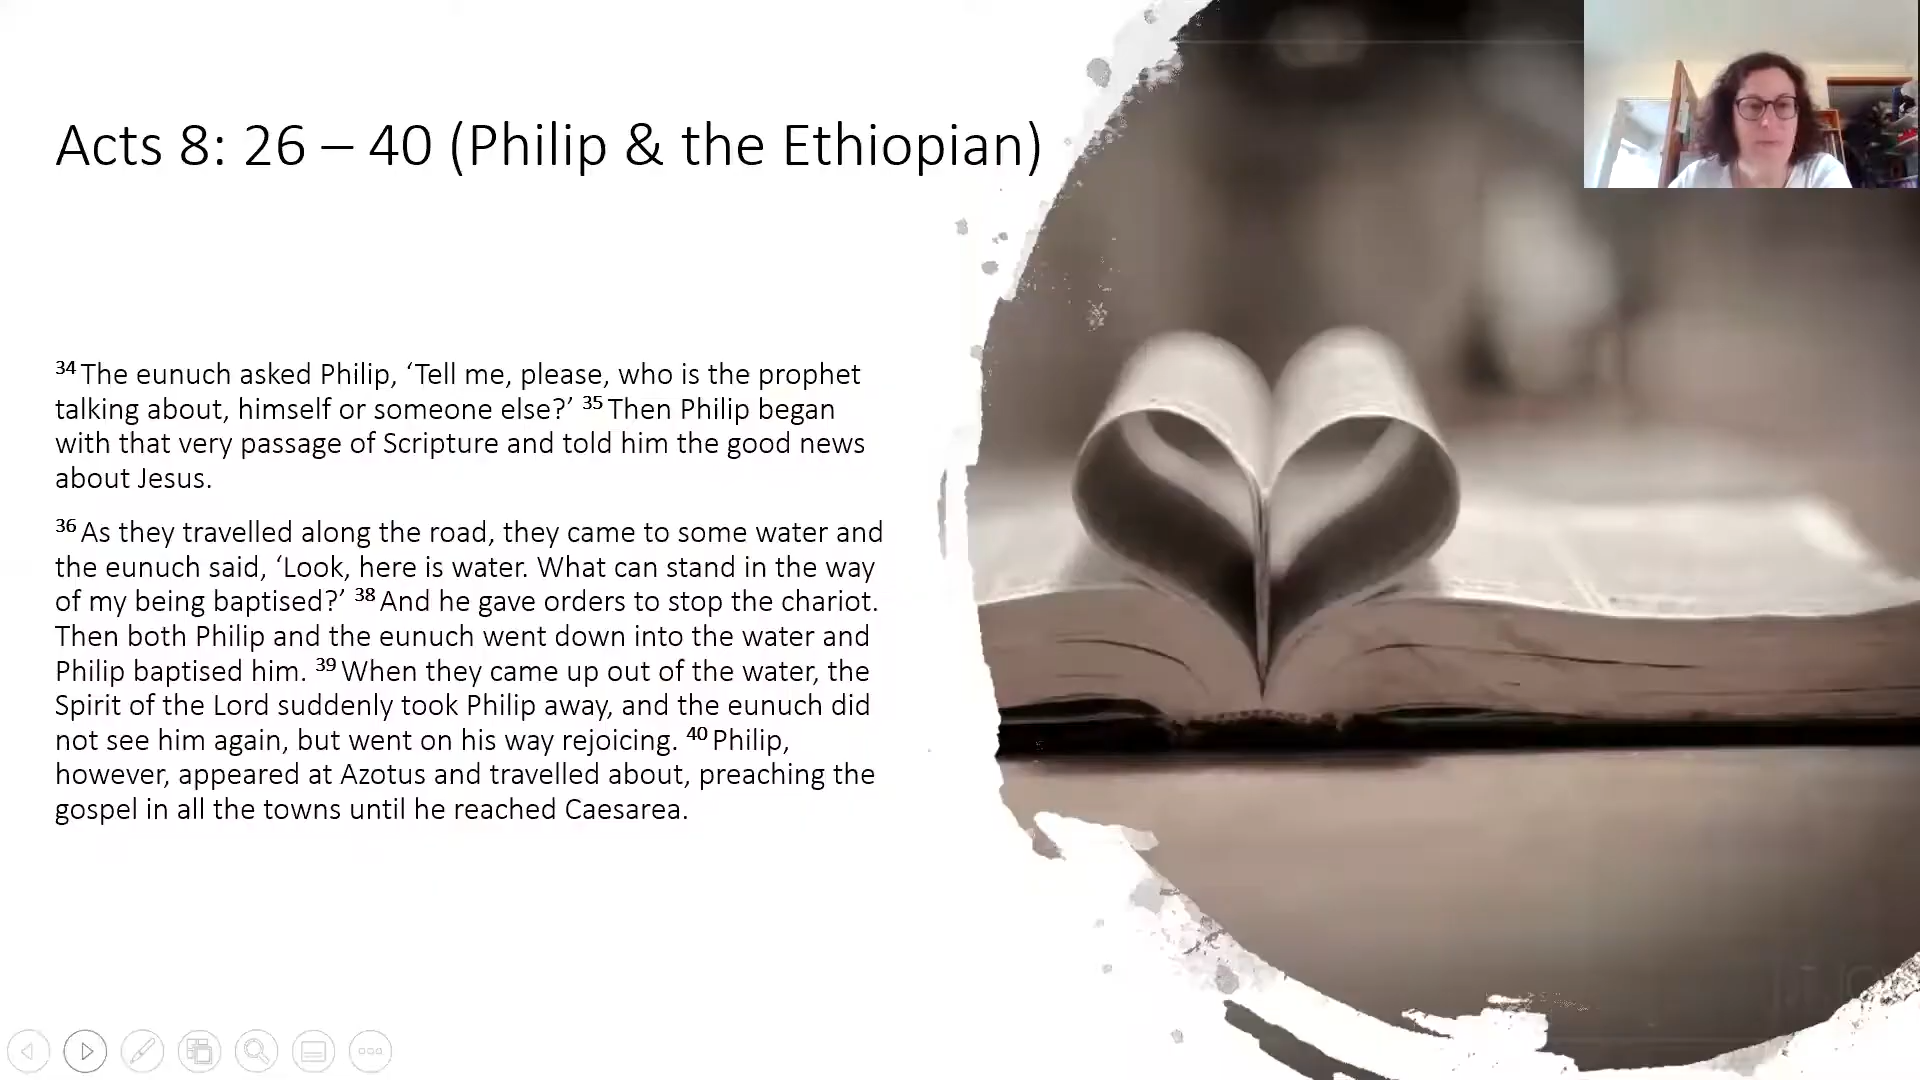 Acts 8: 26 – 40 (Philip & the Ethiopian)
34 The eunuch asked Philip, ‘Tell me, please, who is the prophet
talking about, himself or someone else?’ 35 Then Philip began
with that very passage of Scripture and told him the good news
about Jesus.
36 As they travelled along the road, they came to some water and
the eunuch said, ‘Look, here is water. What can stand in the way
of my being baptised?’ 38 And he gave orders to stop the chariot.
Then both Philip and the eunuch went down into the water and
Philip baptised him. 39 When they came up out of the water, the
Spirit of the Lord suddenly took Philip away, and the eunuch did
not see him again, but went on his way rejoicing. 40 Philip,
however, appeared at Azotus and travelled about, preaching the
gospel in all the towns until he reached Caesarea.